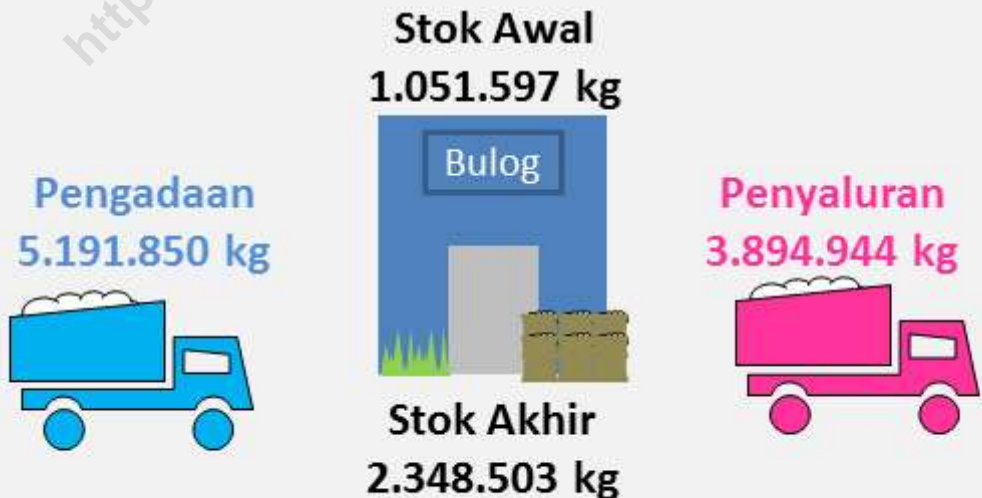 http
Stok Awal
1.051.597 kg
Bulog
Pengadaan
5.191.850 kg
Penyaluran
3.894.944 kg
Stok Akhir
2.348.503 kg